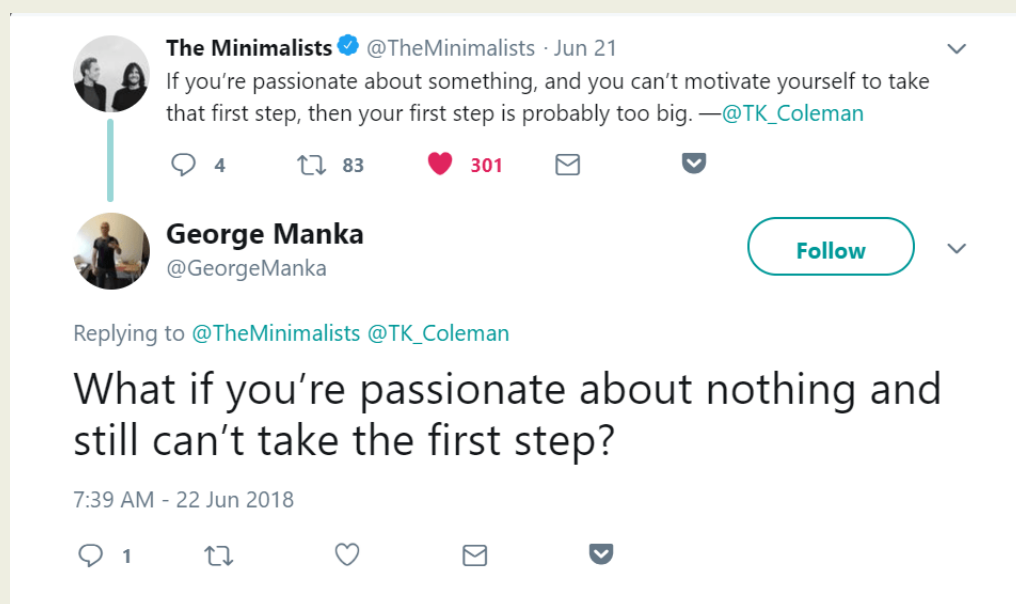 The Minimalists @TheMinimalists · Jun 21
If you’re passionate about something, and you can’t motivate yourself to take
that first step, then your first step is probably too big. —@TK_Coleman
4 83 301
George Manka
@GeorgeManka
Follow
Replying to @TheMinimalists @TK_Coleman
What if you’re passionate about nothing and
still can’t take the first step?
7:39 AM - 22 Jun 2018
1